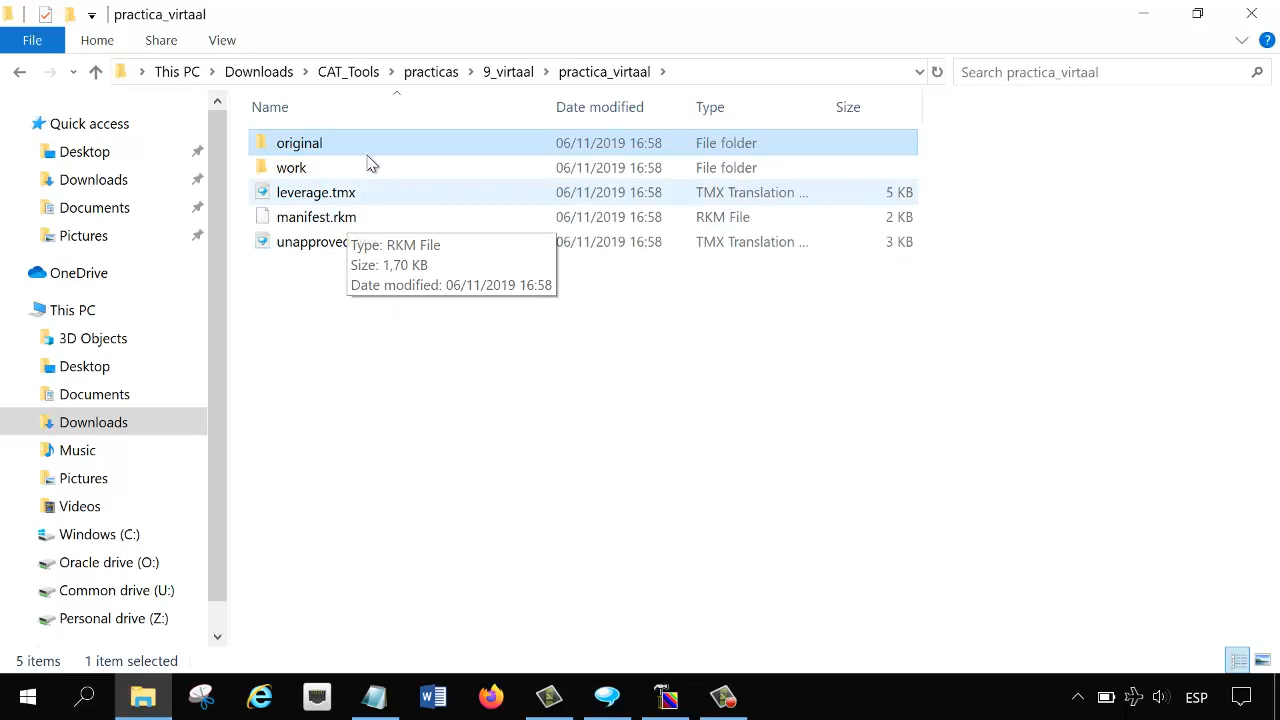 practica_virtaal
File Home Share View
This PC Downloads CAT_Tools practicas 9_virtaal practica_virtaal Search practica_virtaal
Name Date modified Type Size
Quick access
Desktop
Downloads
Documents
Pictures
OneDrive
This PC
3D Objects
Desktop
Documents
Downloads
Music
Pictures
Videos
Windows (C:)
Oracle drive (O:)
Common drive (U:)
Personal drive (Z:)
original 06/11/2019 16:58 File folder
work 06/11/2019 16:58 File folder
leverage.tmx 06/11/2019 16:58 TMX Translation ... 5 KB
manifest.rkm 06/11/2019 16:58 RKM File 2 KB
unapproved 06/11/2019 16:58 TMX Translation ... 3 KB
Type: RKM File
Size: 1,70 KB
Date modified: 06/11/2019 16:58
5 items 1 item selected
ESP